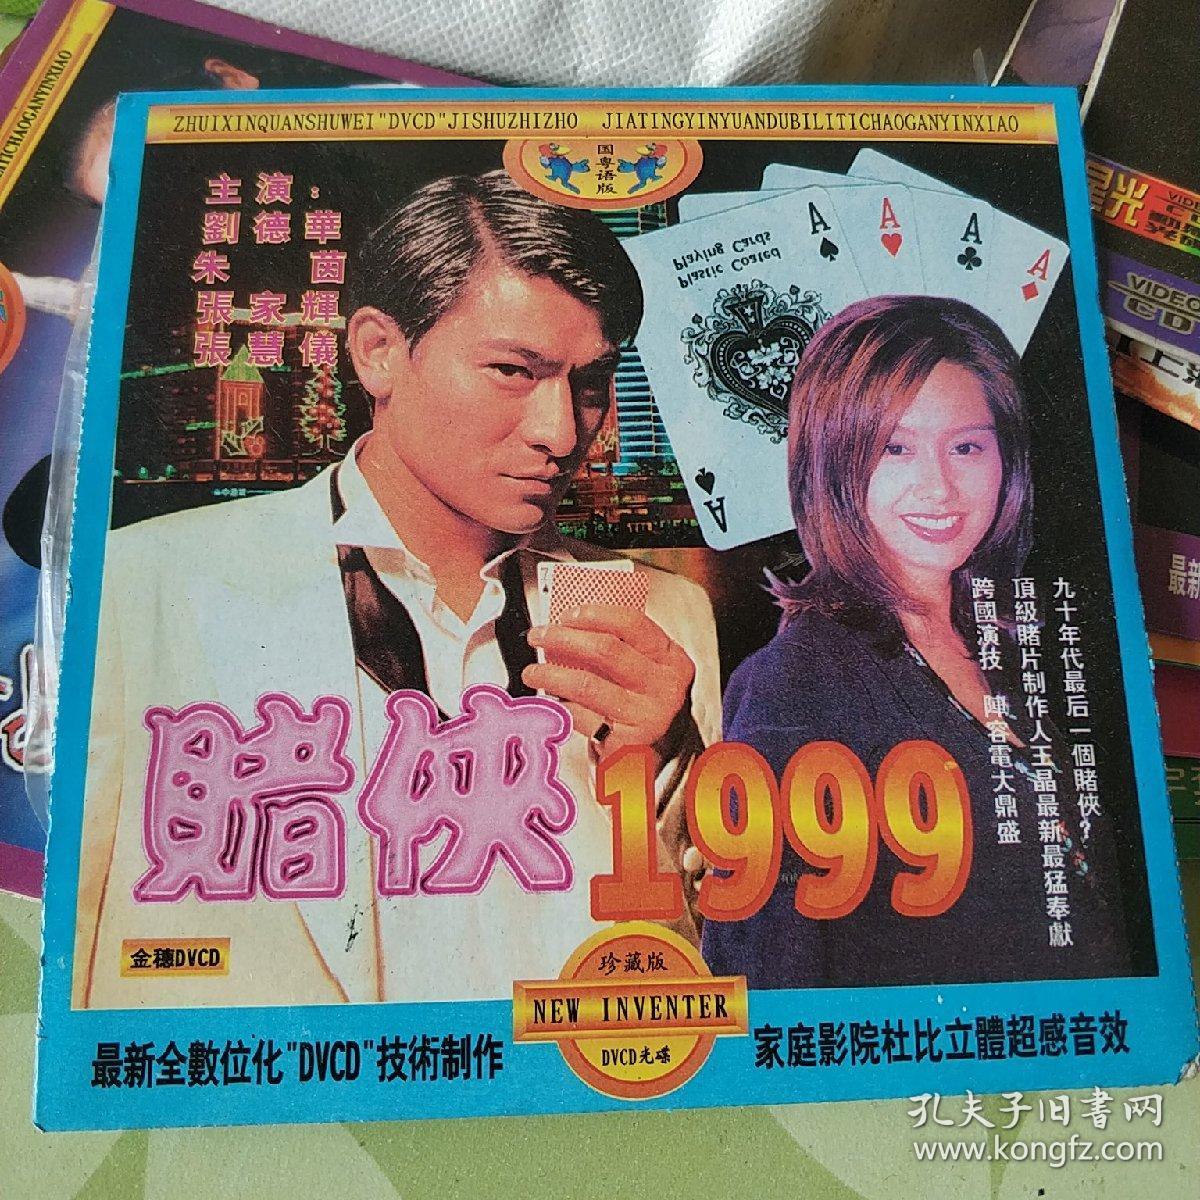 ZHUIXINQUANSHUWEI"DVCD"JISHUZHIZHO JIATINGYINYUANDUBILITICHAOGANYINXIAO
国粤语版
主演:
劉德華
朱茵
張家輝
張慧儀
A
A
A
A
Playing Cards
Plastic Coated
A
7
九十年代最后一個賭俠?
頂級賭片制作人王晶最新最猛奉獻
跨國演技 陣容電大鼎盛
賭俠1999
金穗DVCD
珍藏版
NEW INVENTER
DVCD光碟
最新全數位化"DVCD"技術制作
家庭影院杜比立體超感音效
VIDEO
CD
最新
孔夫子旧书网
www.kongfz.com